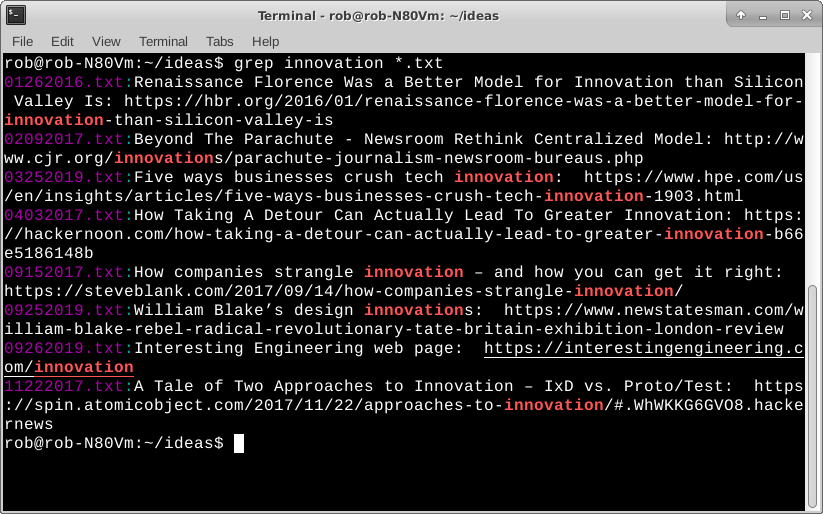 Terminal - rob@rob-N80Vm: ~/ideas
File Edit View Terminal Tabs Help
rob@rob-N80Vm:~/ideas$ grep innovation *.txt
01262016.txt:Renaissance Florence Was a Better Model for Innovation than Silicon
 Valley Is: https://hbr.org/2016/01/renaissance-florence-was-a-better-model-for-
innovation-than-silicon-valley-is
02092017.txt:Beyond The Parachute - Newsroom Rethink Centralized Model: http://w
ww.cjr.org/innovations/parachute-journalism-newsroom-bureaus.php
03252019.txt:Five ways businesses crush tech innovation:  https://www.hpe.com/us
/en/insights/articles/five-ways-businesses-crush-tech-innovation-1903.html
04032017.txt:How Taking A Detour Can Actually Lead To Greater Innovation: https:
//hackernoon.com/how-taking-a-detour-can-actually-lead-to-greater-innovation-b66
e5186148b
09152017.txt:How companies strangle innovation – and how you can get it right:
https://steveblank.com/2017/09/14/how-companies-strangle-innovation/
09252019.txt:William Blake’s design innovations:  https://www.newstatesman.com/w
illiam-blake-rebel-radical-revolutionary-tate-britain-exhibition-london-review
09262019.txt:Interesting Engineering web page:  https://interestingengineering.c
om/innovation
11222017.txt:A Tale of Two Approaches to Innovation – IxD vs. Proto/Test:  https
://spin.atomicobject.com/2017/11/22/approaches-to-innovation/#.WhWKKG6GVO8.hacke
rnews
rob@rob-N80Vm:~/ideas$